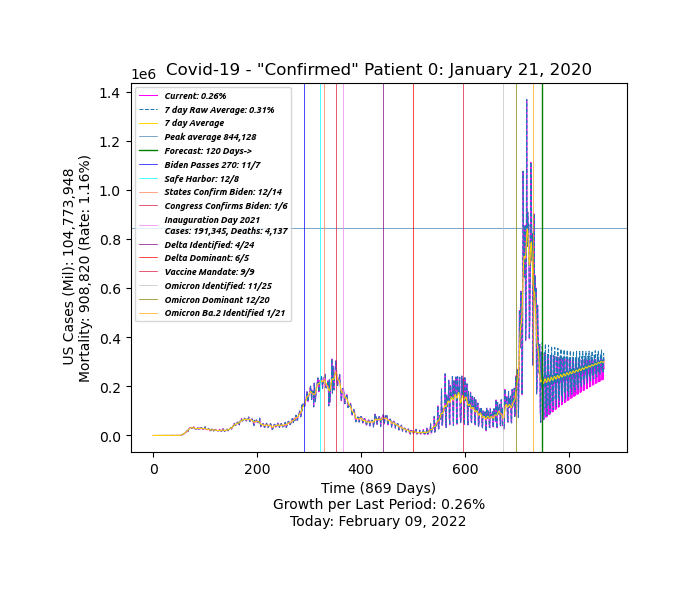 Covid-19 - "Confirmed" Patient 0: January 21, 2020
1e6
1.4
1.2
1.0
0.8
0.6
0.4
0.2
0.0
US Cases (Mil): 104,773,948
Mortality: 908,820 (Rate: 1.16%)
Current: 0.26%
7 day Raw Average: 0.31%
7 day Average
Peak average 844,128
Forecast: 120 Days->
Biden Passes 270: 11/7
Safe Harbor: 12/8
States Confirm Biden: 12/14
Congress Confirms Biden: 1/6
Inauguration Day 2021
Cases: 191,345, Deaths: 4,137
Delta Identified: 4/24
Delta Dominant: 6/5
Vaccine Mandate: 9/9
Omicron Identified: 11/25
Omicron Dominant 12/20
Omicron Ba.2 Identified 1/21
0 200 400 600 800
Time (869 Days)
Growth per Last Period: 0.26%
Today: February 09, 2022